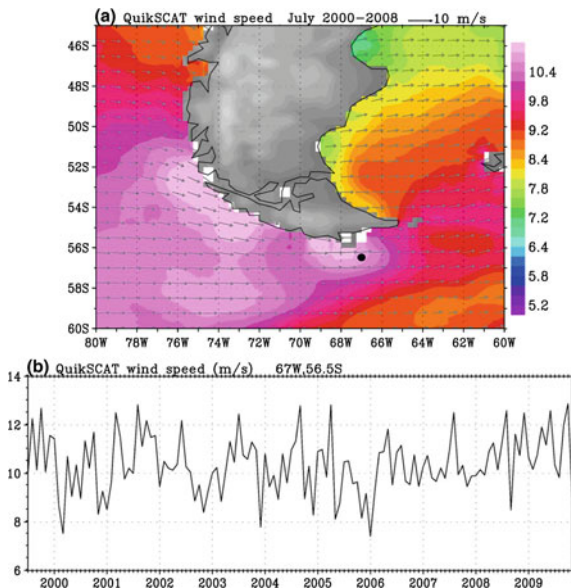 (a) QuikSCAT wind speed July 2000-2008 10 m/s
46S
48S
50S
52S
54S
56S
58S
60S
80W 78W 76W 74W 72W 70W 68W 66W 64W 62W 60W
10.4
9.8
9.2
8.6
8.4
7.8
7.2
6.4
5.8
5.2
(b) QuikSCAT wind speed (m/s) 67W,56.5S
14
12
10
8
6
2000 2001 2002 2003 2004 2005 2006 2007 2008 2009